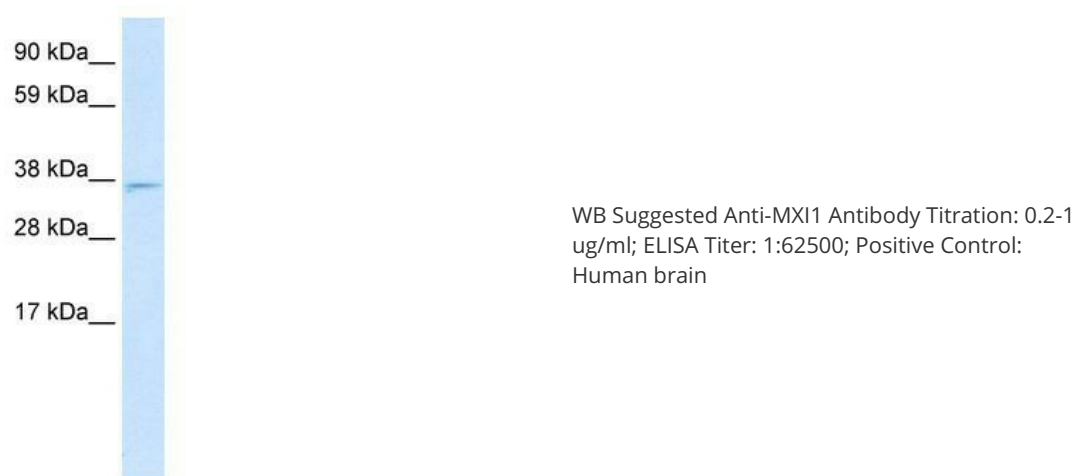 90 kDa__
59 kDa__
38 kDa__
28 kDa__
17 kDa__
WB Suggested Anti-MXI1 Antibody Titration: 0.2-1
ug/ml; ELISA Titer: 1:62500; Positive Control:
Human brain